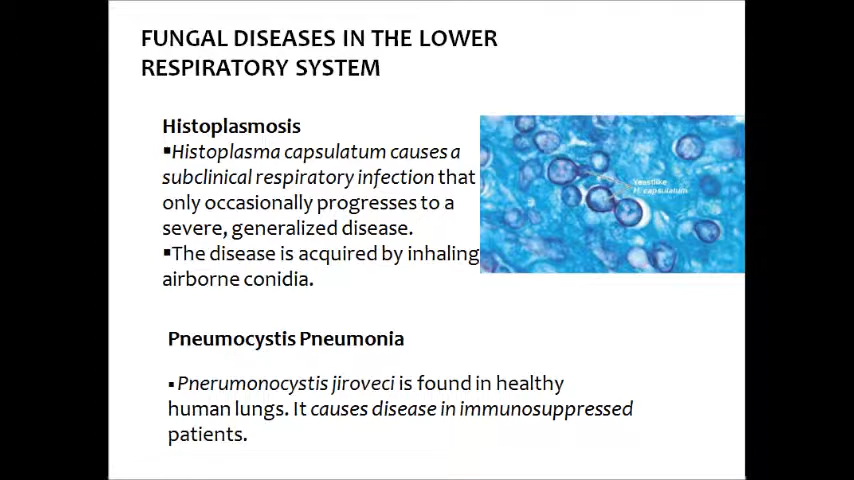 FUNGAL DISEASES IN THE LOWER
RESPIRATORY SYSTEM
Histoplasmosis
▪Histoplasma capsulatum causes a
subclinical respiratory infection that
only occasionally progresses to a
severe, generalized disease.
▪The disease is acquired by inhaling
airborne conidia.
Yeastlike
H. capsulatum
Pneumocystis Pneumonia
▪Pnerumonocystis jiroveci is found in healthy
human lungs. It causes disease in immunosuppressed
patients.